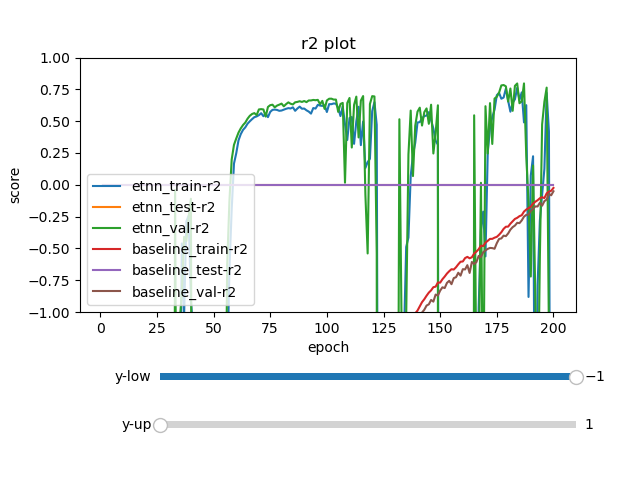 r2 plot
1.00
0.75
0.50
0.25
0.00
−0.25
−0.50
−0.75
−1.00
score
etnn_train-r2
etnn_test-r2
etnn_val-r2
baseline_train-r2
baseline_test-r2
baseline_val-r2
0 25 50 75 100 125 150 175 200
epoch
y-low −1
y-up 1